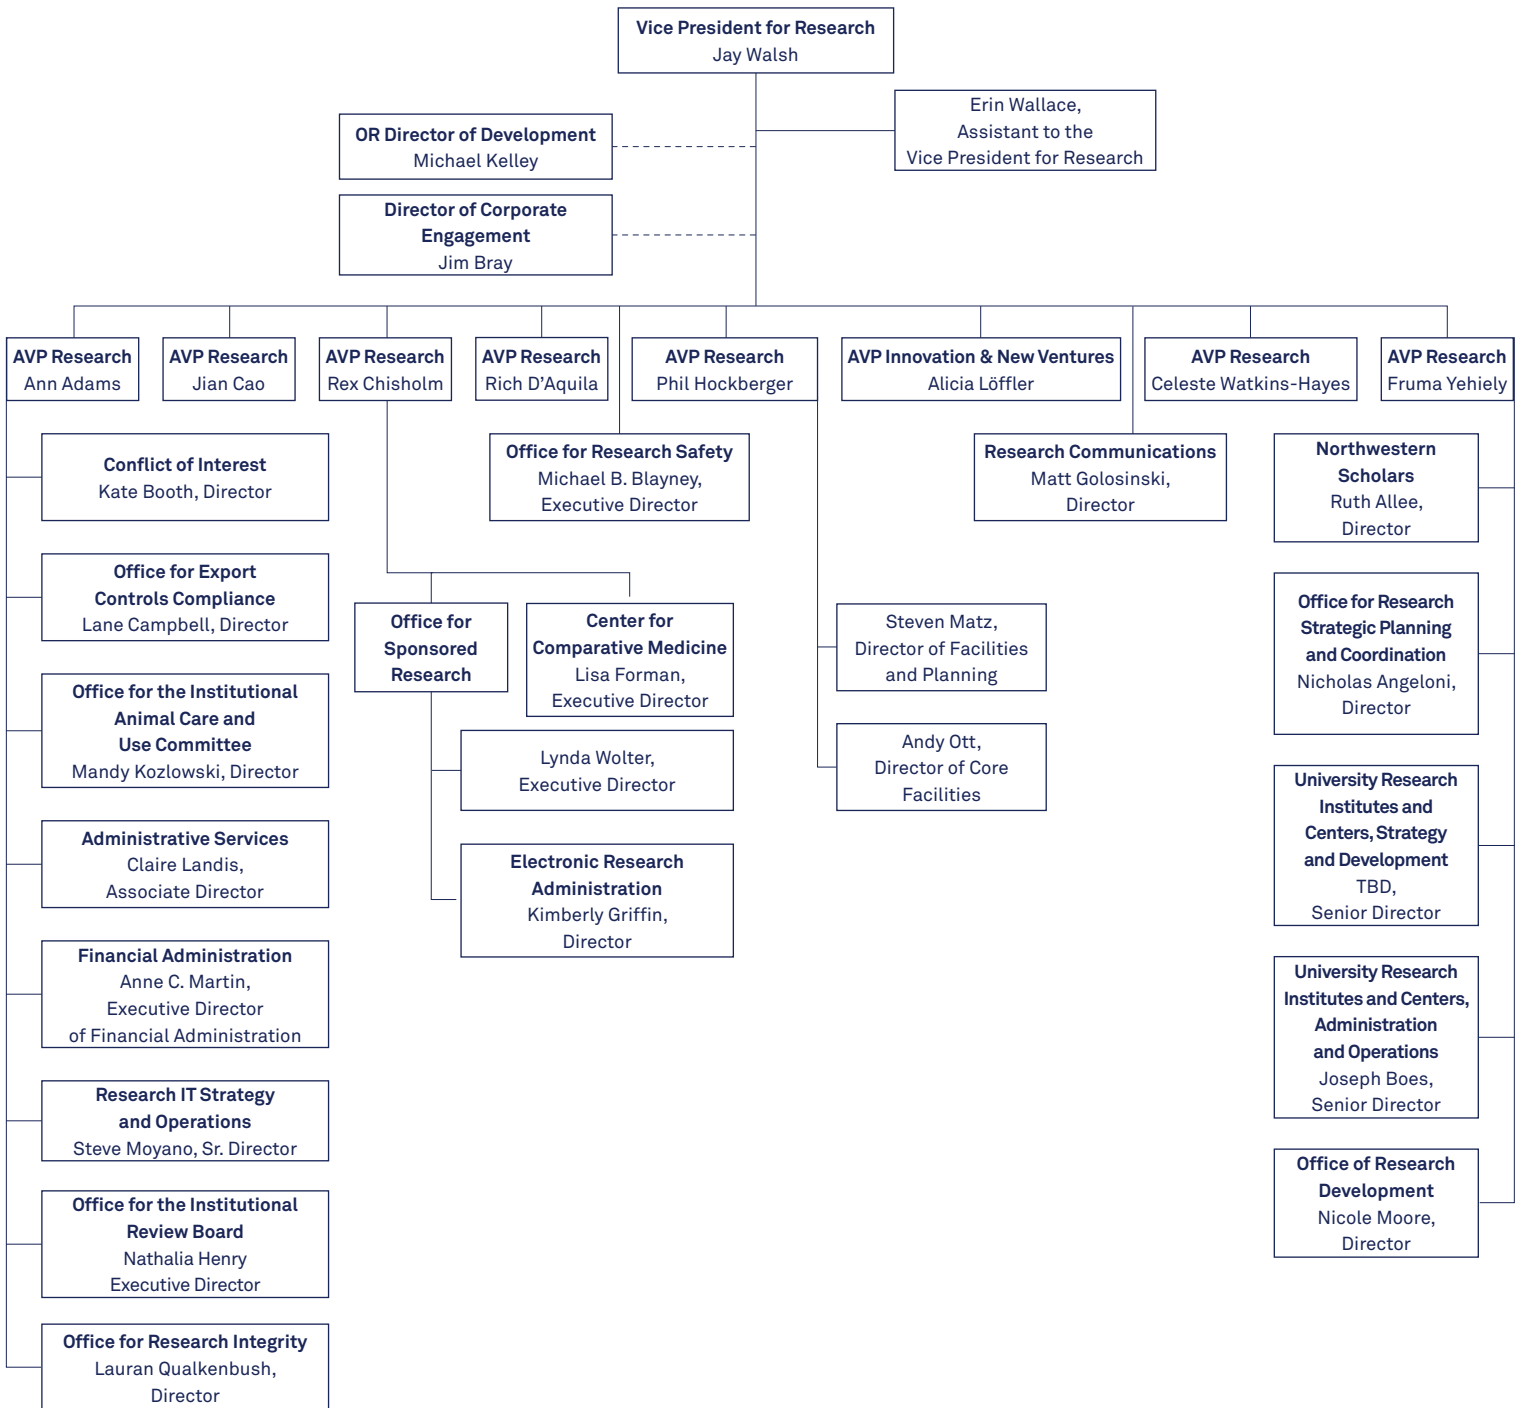 Vice President for Research
Jay Walsh
Erin Wallace,
Assistant to the
Vice President for Research
OR Director of Development
Michael Kelley
Director of Corporate
Engagement
Jim Bray
AVP Research
Ann Adams
AVP Research
Jian Cao
AVP Research
Rex Chisholm
AVP Research
Rich D’Aquila
AVP Research
Phil Hockberger
AVP Innovation & New Ventures
Alicia Löffler
AVP Research
Celeste Watkins-Hayes
AVP Research
Fruma Yehiely
Conflict of Interest
Kate Booth, Director
Office for Export
Controls Compliance
Lane Campbell, Director
Office for the Institutional
Animal Care and
Use Committee
Mandy Kozlowski, Director
Administrative Services
Claire Landis,
Associate Director
Financial Administration
Anne C. Martin,
Executive Director
of Financial Administration
Research IT Strategy
and Operations
Steve Moyano, Sr. Director
Office for the Institutional
Review Board
Nathalia Henry
Executive Director
Office for Research Integrity
Lauran Qualkenbush,
Director
Office for Research Safety
Michael B. Blayney,
Executive Director
Office for
Sponsored
Research
Center for
Comparative Medicine
Lisa Forman,
Executive Director
Lynda Wolter,
Executive Director
Electronic Research
Administration
Kimberly Griffin,
Director
Steven Matz,
Director of Facilities
and Planning
Andy Ott,
Director of Core
Facilities
Research Communications
Matt Golosinski,
Director
Northwestern
Scholars
Ruth Allee,
Director
Office for Research
Strategic Planning
and Coordination
Nicholas Angeloni,
Director
University Research
Institutes and
Centers, Strategy
and Development
TBD,
Senior Director
University Research
Institutes and Centers,
Administration
and Operations
Joseph Boes,
Senior Director
Office of Research
Development
Nicole Moore,
Director